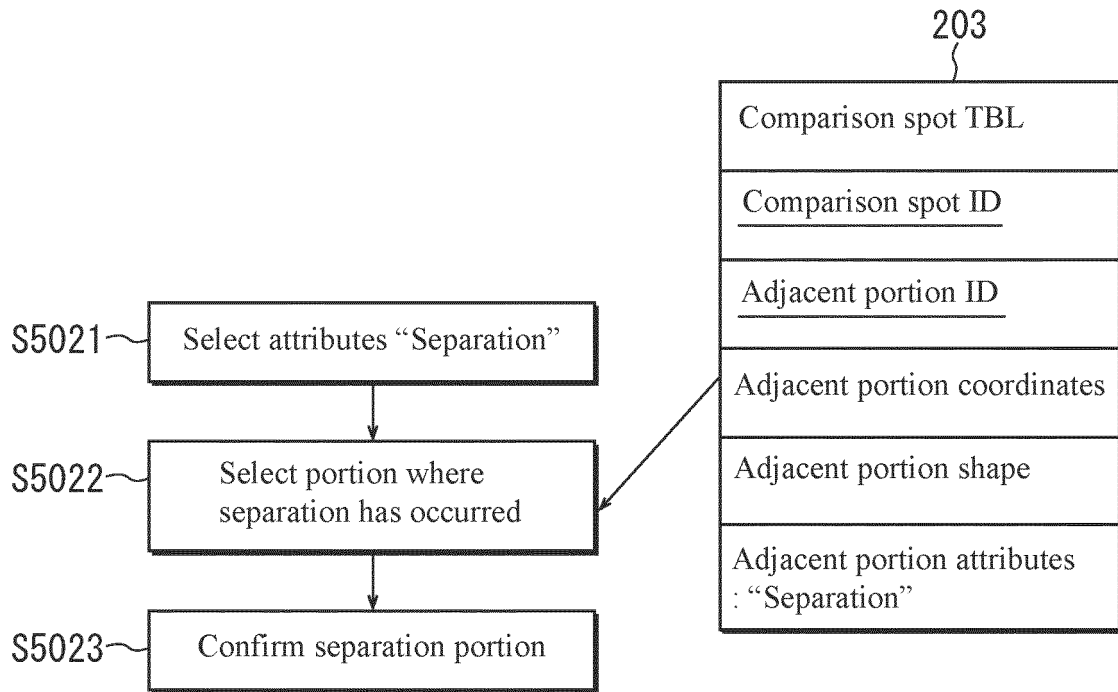 203
Comparison spot TBL
Comparison spot ID
Adjacent portion ID
Adjacent portion coordinates
Adjacent portion shape
Adjacent portion attributes
: “Separation”
S5021
Select attributes “Separation”
S5022
Select portion where
separation has occurred
S5023
Confirm separation portion